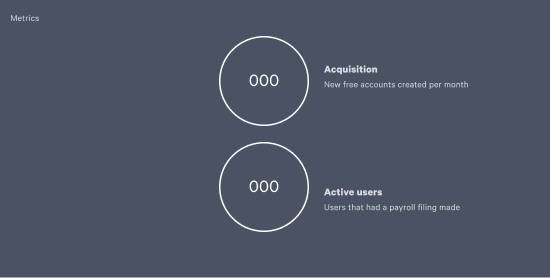 Metrics
000
Acquisition
New free accounts created per month
000
Active users
Users that had a payroll filing made